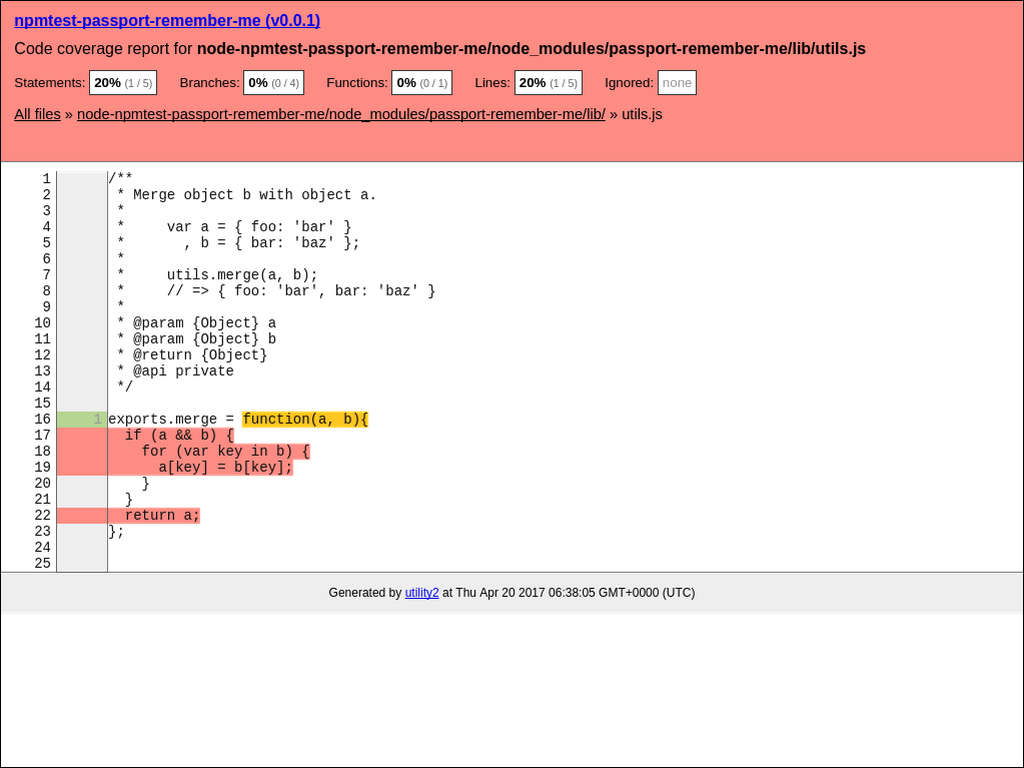 npmtest-passport-remember-me (v0.0.1)
Code coverage report for node-npmtest-passport-remember-me/node_modules/passport-remember-me/lib/utils.js
Statements: 20% (1 / 5) Branches: 0% (0 / 4) Functions: 0% (0 / 1) Lines: 20% (1 / 5) Ignored: none
All files » node-npmtest-passport-remember-me/node_modules/passport-remember-me/lib/ » utils.js
1 /**
2  * Merge object b with object a.
3  *
4  *     var a = { foo: 'bar' }
5  *       , b = { bar: 'baz' };
6  *
7  *     utils.merge(a, b);
8  *     // => { foo: 'bar', bar: 'baz' }
9  *
10  * @param {Object} a
11  * @param {Object} b
12  * @return {Object}
13  * @api private
14  */
15
16 1 exports.merge = function(a, b){
17   if (a && b) {
18     for (var key in b) {
19       a[key] = b[key];
20     }
21   }
22   return a;
23 };
24
25
Generated by utility2 at Thu Apr 20 2017 06:38:05 GMT+0000 (UTC)